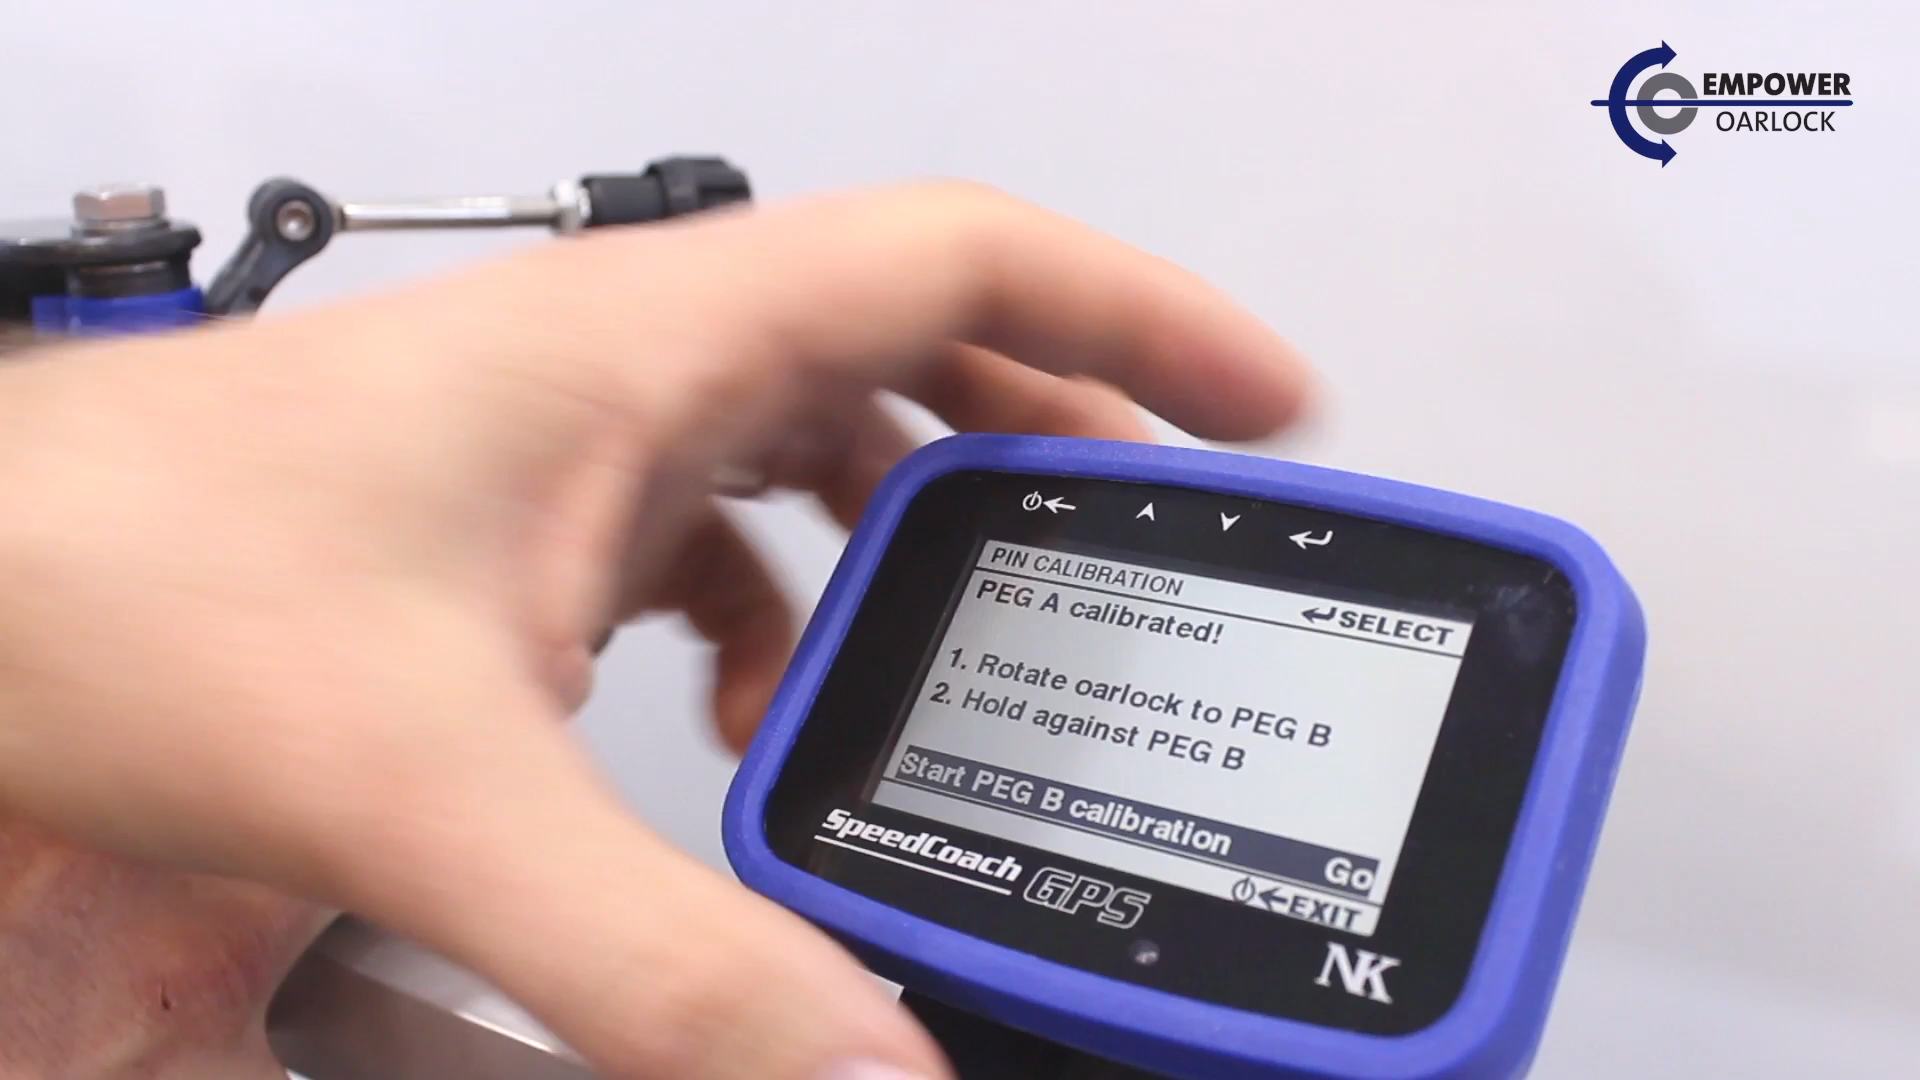 EMPOWER
OARLOCK
PIN CALIBRATION
SELECT
PEG A calibrated!
1. Rotate oarlock to PEG B
2. Hold against PEG B
Start PEG B calibration Go
EXIT
SpeedCoach GPS
NK